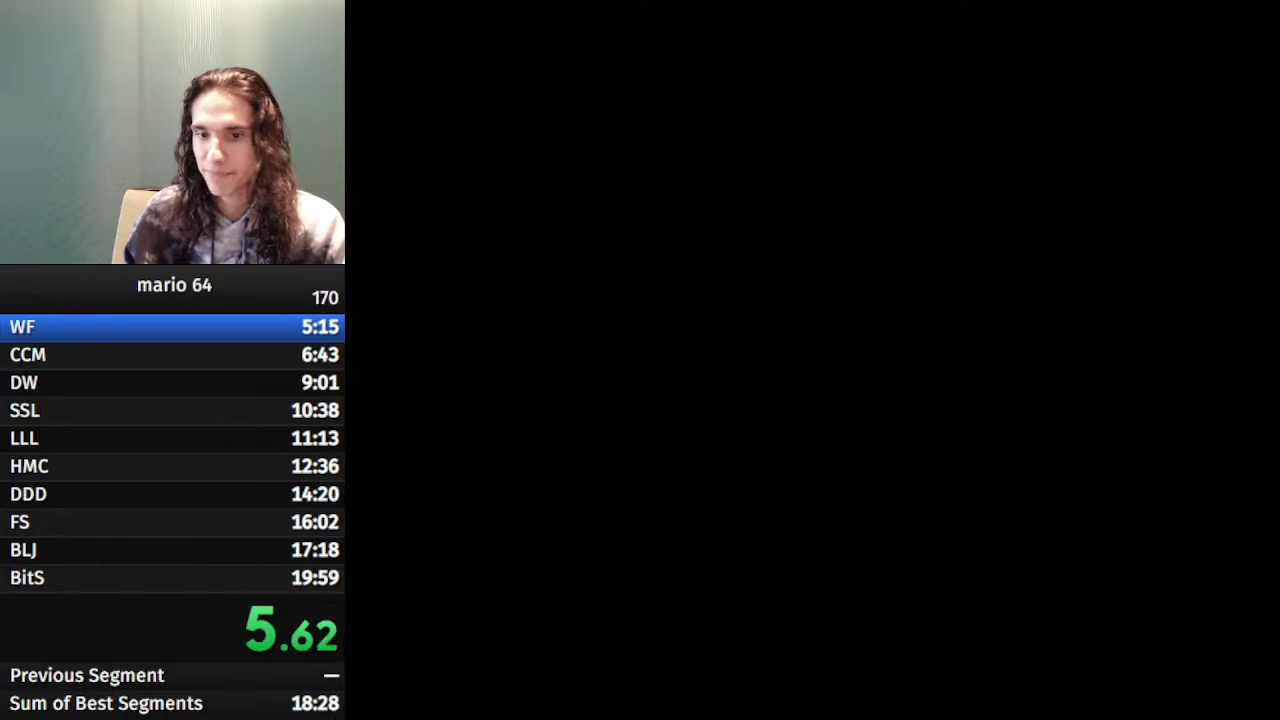 mario 64
170
WF 5:15
CCM 6:43
DW 9:01
SSL 10:38
LLL 11:13
HMC 12:36
DDD 14:20
FS 16:02
BLJ 17:18
BitS 19:59
5.62
Previous Segment —
Sum of Best Segments 18:28